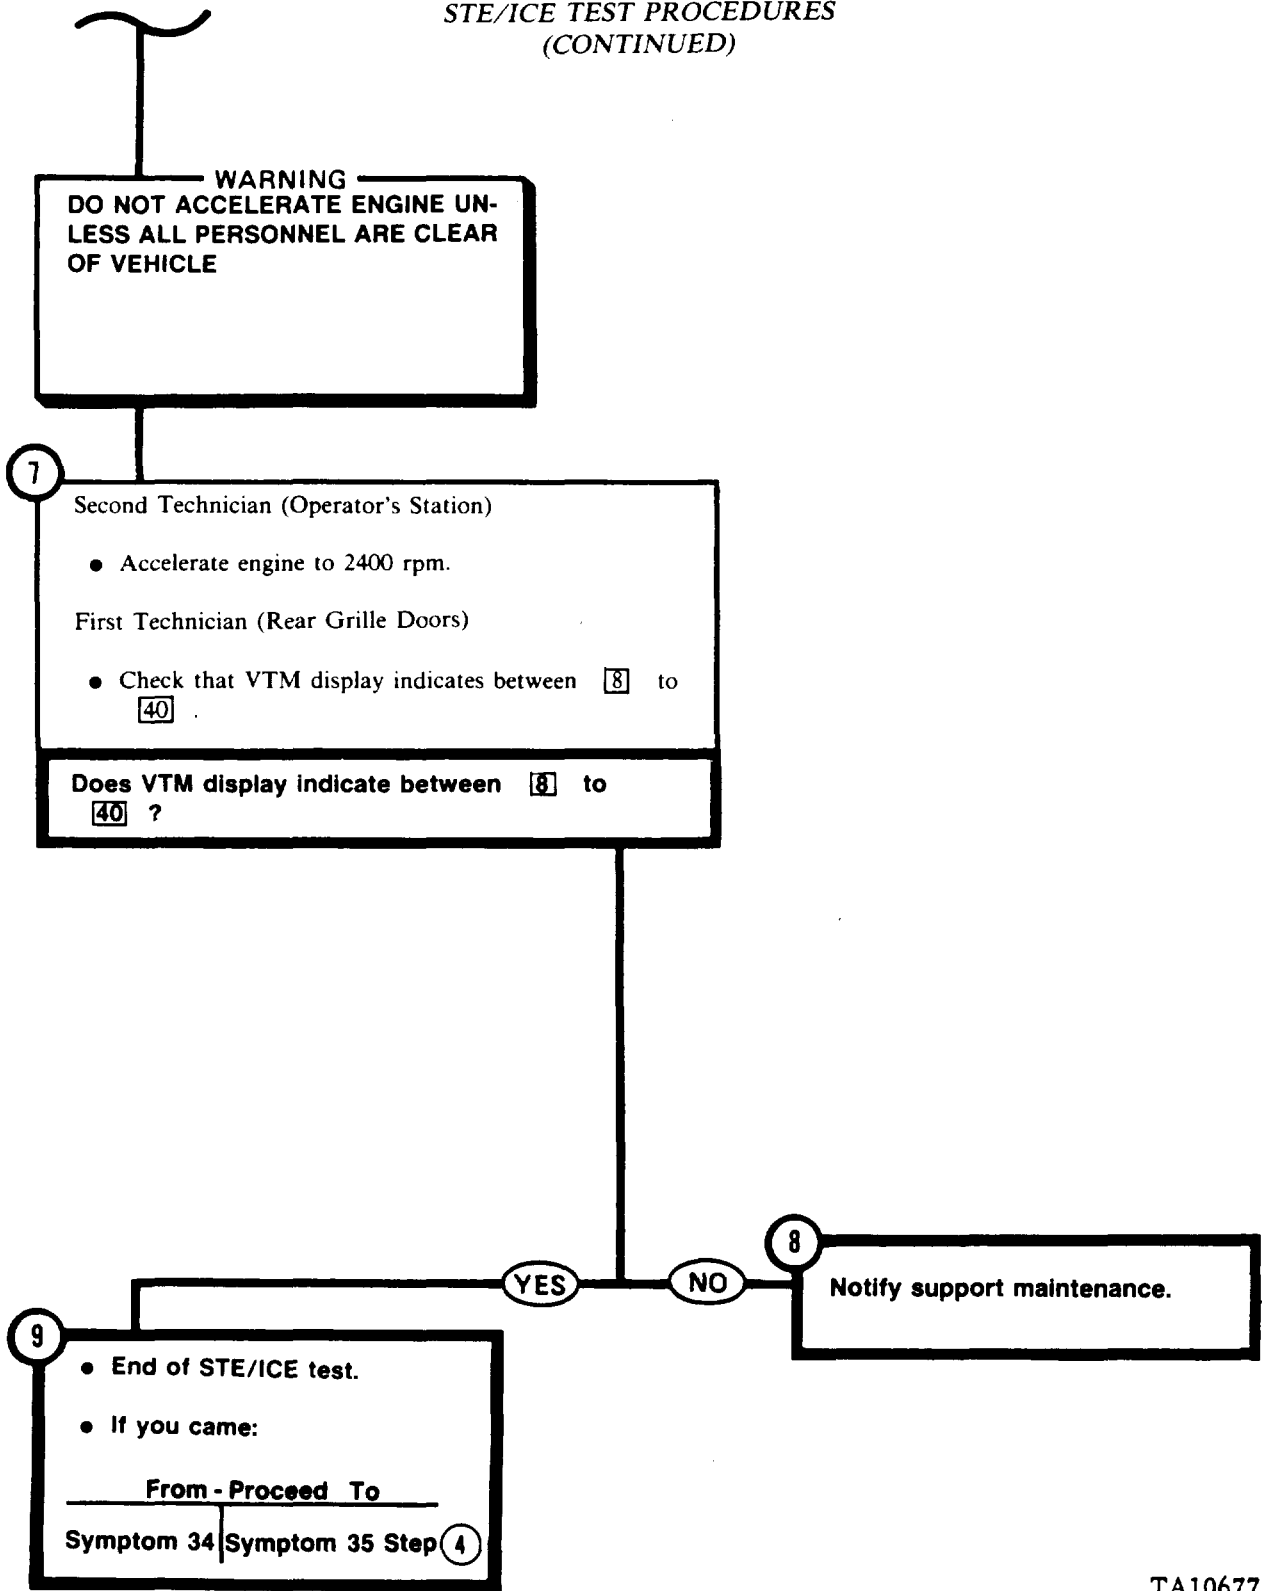 STE/ICE TEST PROCEDURES
(CONTINUED)
WARNING
DO NOT ACCELERATE ENGINE UN-
LESS ALL PERSONNEL ARE CLEAR
OF VEHICLE
7
Second Technician (Operator's Station)
• Accelerate engine to 2400 rpm.
First Technician (Rear Grille Doors)
• Check that VTM display indicates between 8 to
40 .
Does VTM display indicate between 8 to
40 ?
YES
NO
8
Notify support maintenance.
9
• End of STE/ICE test.
• If you came:
From - Proceed To
Symptom 34 Symptom 35 Step 4
TA10677